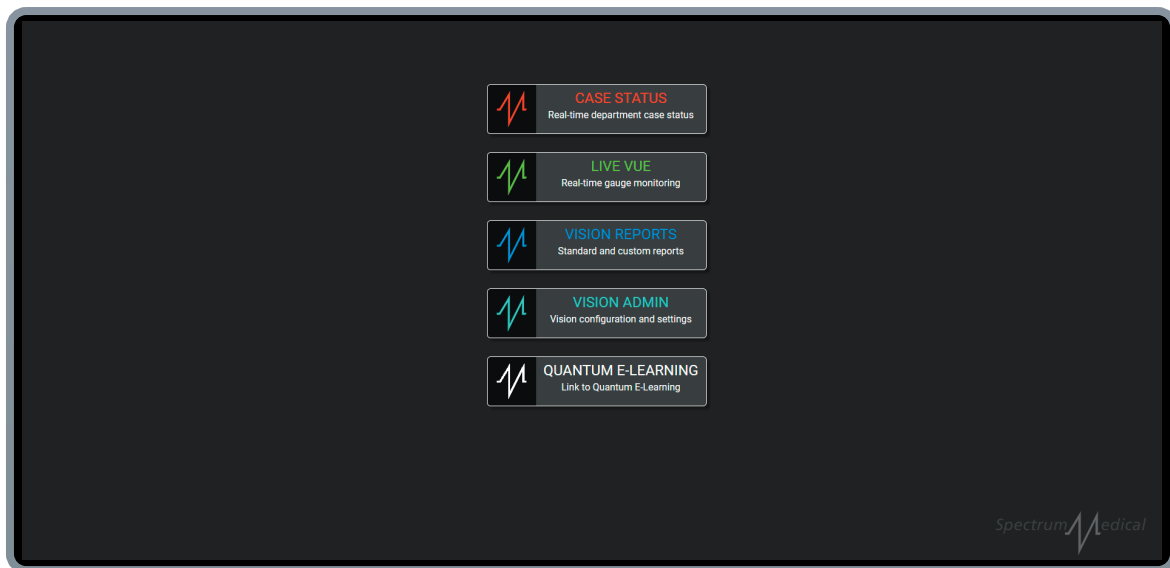 CASE STATUS
Real-time department case status
LIVE VUE
Real-time gauge monitoring
VISION REPORTS
Standard and custom reports
VISION ADMIN
Vision configuration and settings
QUANTUM E-LEARNING
Link to Quantum E-Learning
Spectrum Medical